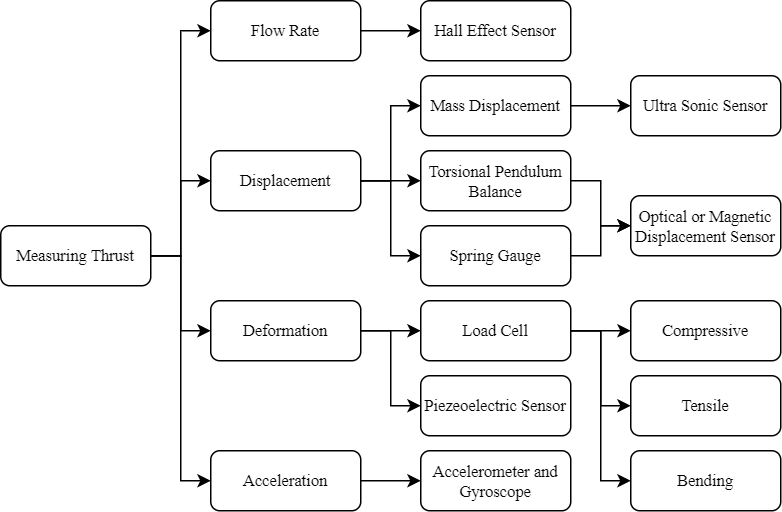 Flow Rate
Hall Effect Sensor
Mass Displacement
Ultra Sonic Sensor
Displacement
Torsional Pendulum
Balance
Optical or Magnetic
Displacement Sensor
Measuring Thrust
Spring Gauge
Deformation
Load Cell
Compressive
Piezeoelectric Sensor
Tensile
Acceleration
Accelerometer and
Gyroscope
Bending